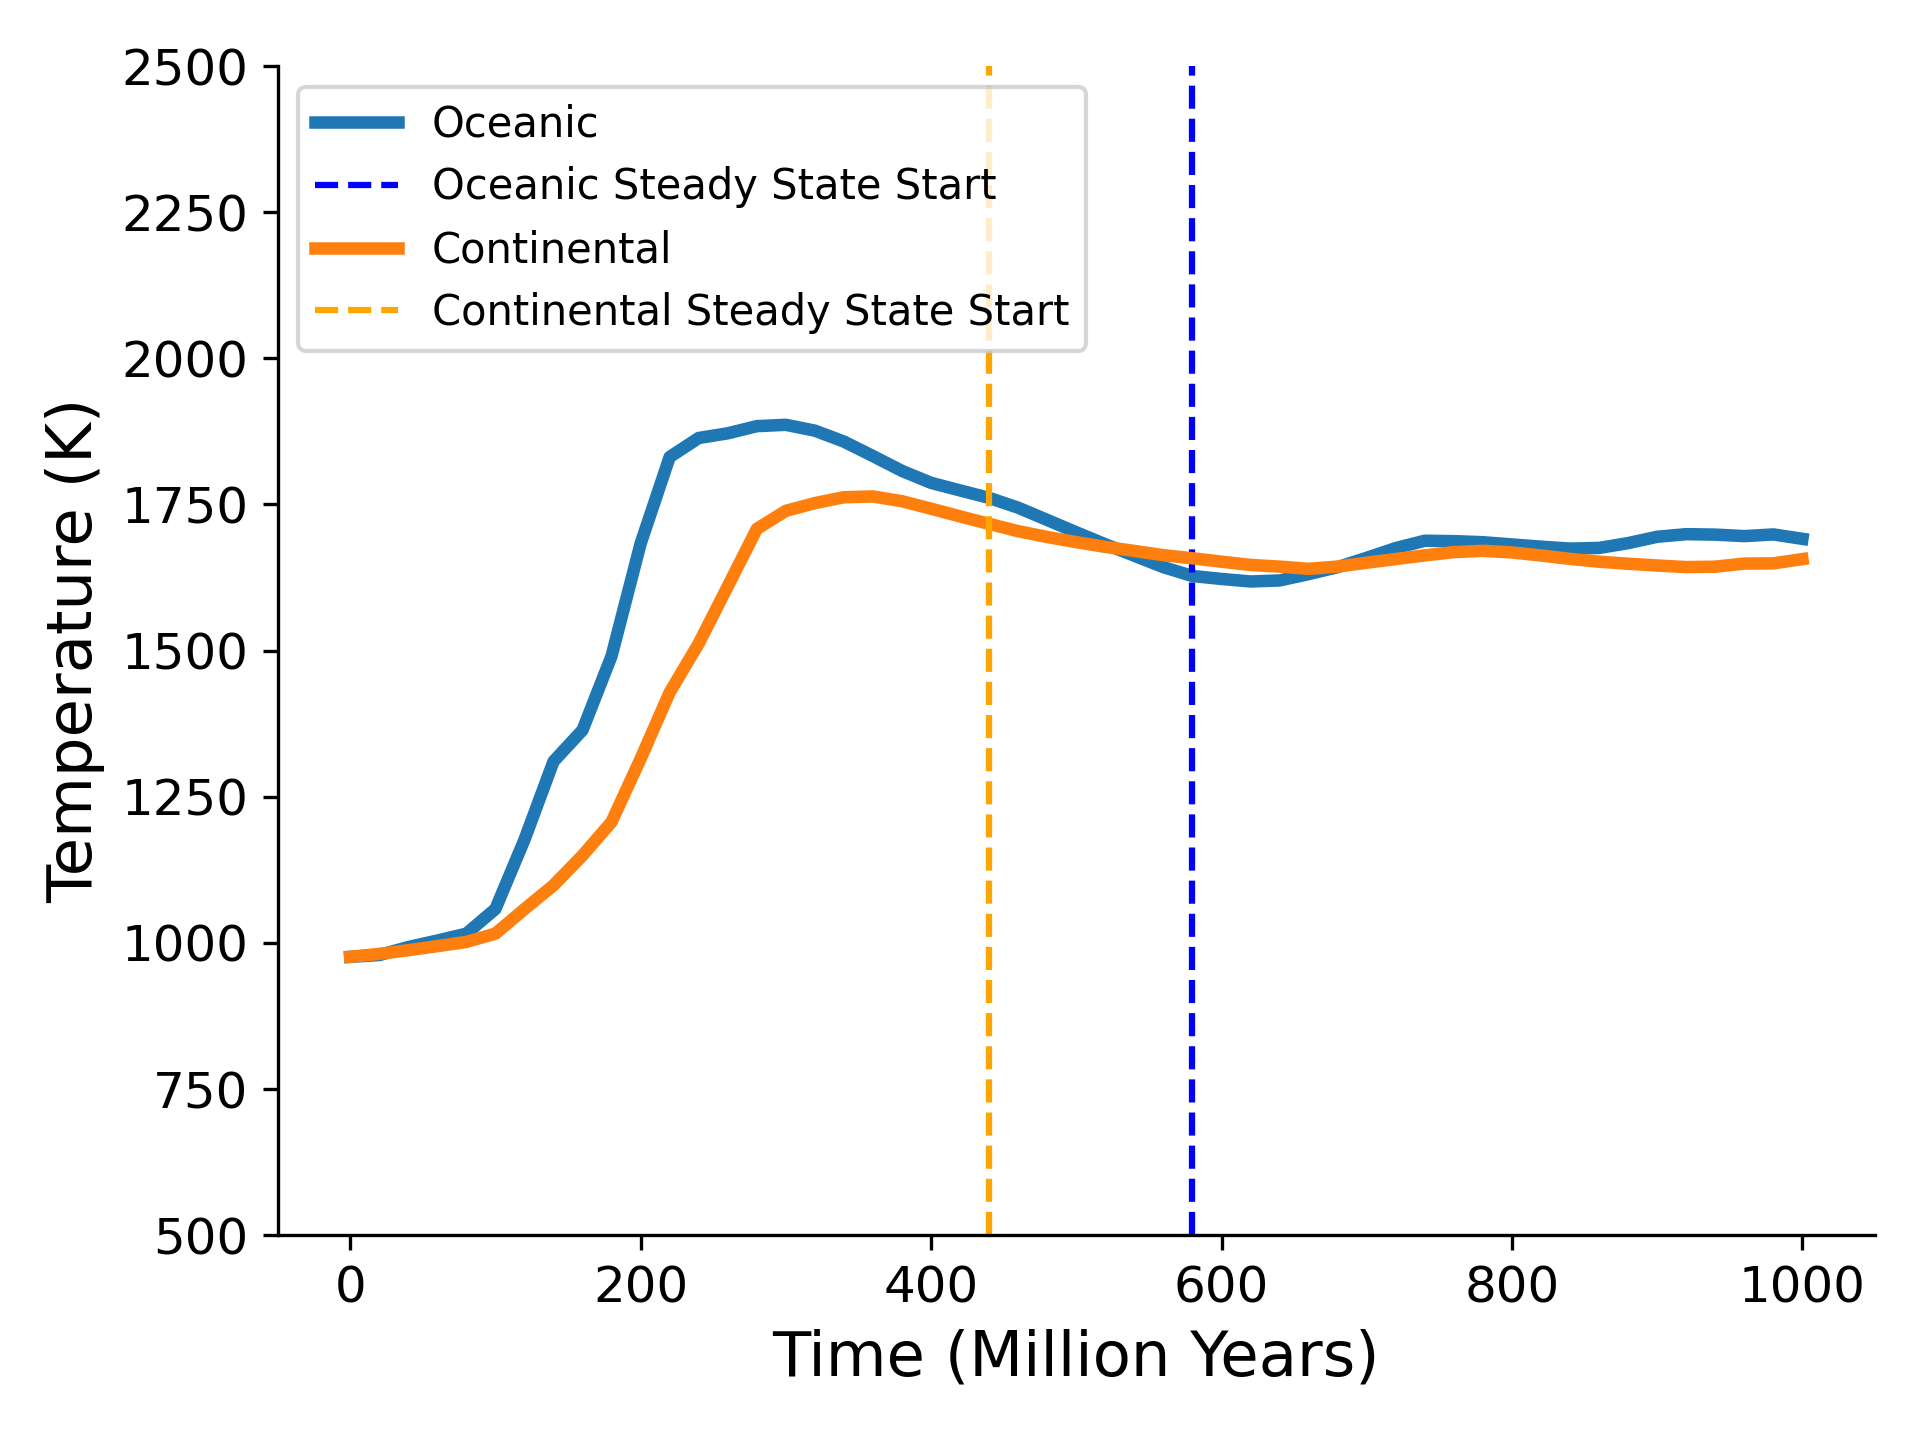 2500
2250
2000
1750
1500
1250
1000
750
500
Temperature (K)
Oceanic
Oceanic Steady State Start
Continental
Continental Steady State Start
0 200 400 600 800 1000
Time (Million Years)